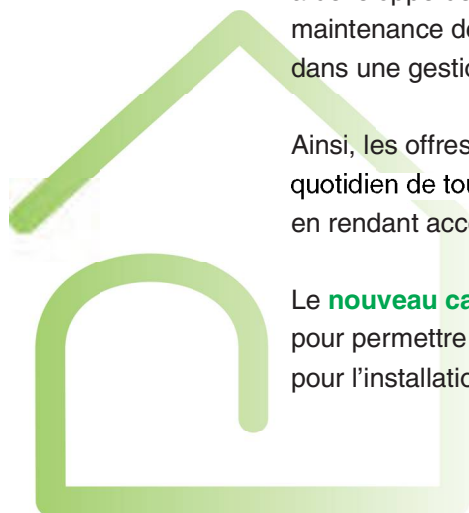 maintenance de
dans une gestio
Ainsi, les offres
quotidien de tou
en rendant acce
Le nouveau ca
pour permettre
pour l'installatio